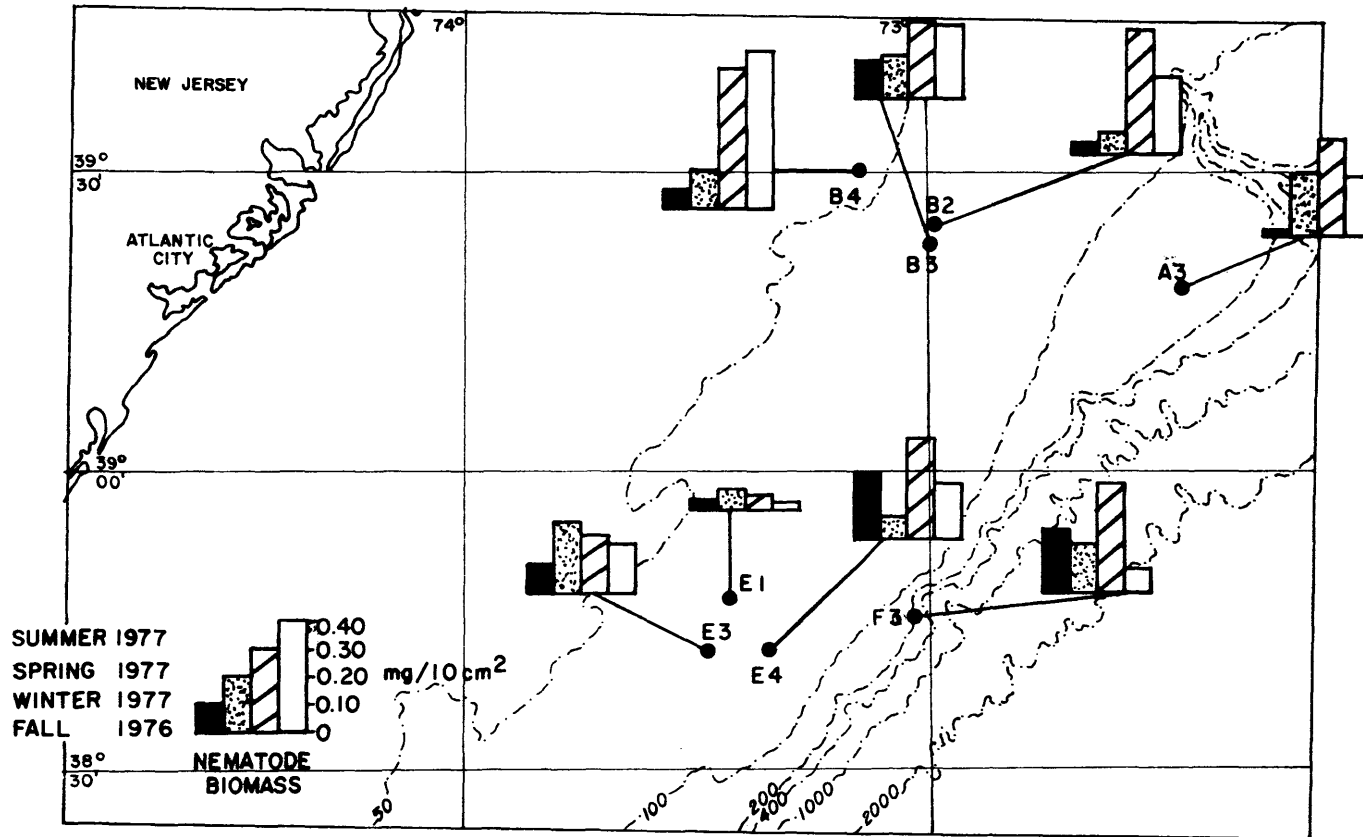 74°
73°
NEW JERSEY
39°
30'
B4
B2
B3
A3
ATLANTIC
CITY
39°
00'
E1
E3
E4
F3
SUMMER 1977
SPRING 1977
WINTER 1977
FALL 1976
0.40
0.30
0.20 mg/10 cm²
0.10
0
NEMATODE
BIOMASS
38°
30'
50
100
200
400
1000
2000